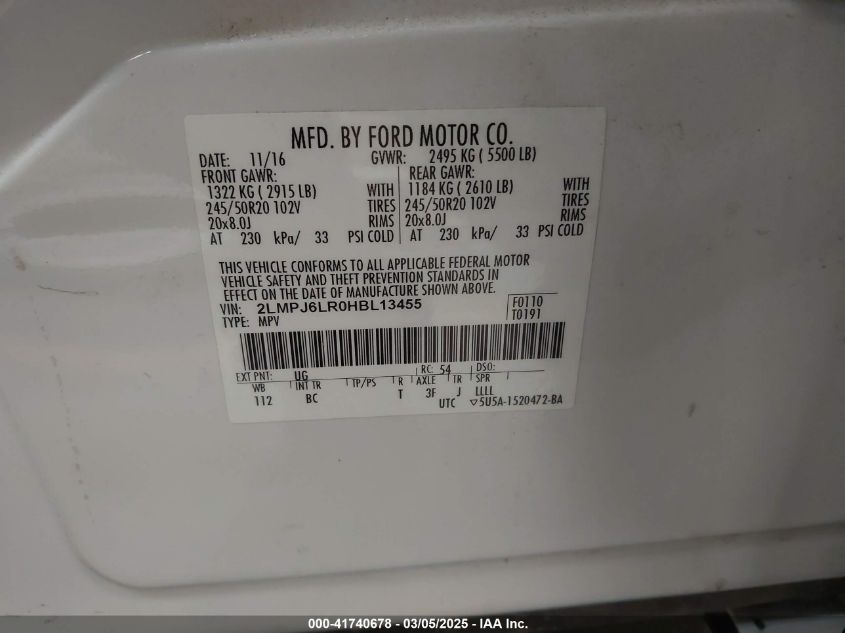 MFD. BY FORD MOTOR CO.
DATE: 11/16 GVWR: 2495 KG ( 5500 LB)
FRONT GAWR: REAR GAWR:
1322 KG ( 2915 LB) WITH 1184 KG ( 2610 LB) WITH
245/50R20 102V TIRES 245/50R20 102V TIRES
20x8.0J RIMS 20x8.0J RIMS
AT 230 kPa/ 33 PSI COLD AT 230 kPa/ 33 PSI COLD
THIS VEHICLE CONFORMS TO ALL APPLICABLE FEDERAL MOTOR
VEHICLE SAFETY AND THEFT PREVENTION STANDARDS IN
EFFECT ON THE DATE OF MANUFACTURE SHOWN ABOVE.
VIN: 2LMPJ6LR0HBL13455 F0110
TYPE: MPV T0191
EXT PNT: UG RC: 54 DSO:
WB INT TR TP/PS R AXLE TR SPR
112 BC T 3F J LLLL
UTC ▽5U5A-1520472-BA
000-41740678 - 03/05/2025 - IAA Inc.